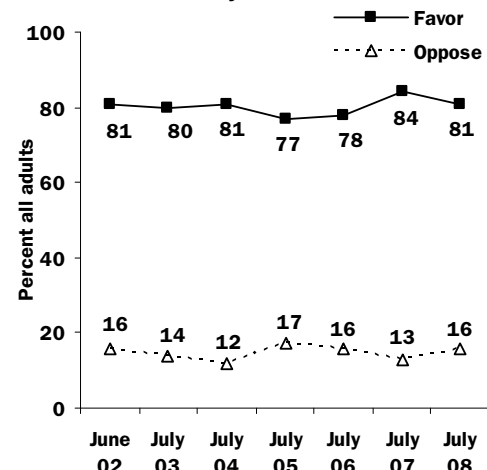 Favor
Oppose
100
80
60
40
20
0
Percent all adults
81 80 81 77 78 84 81
16 14 12 17 16 13 16
June July July July July July July
02 03 04 05 06 07 08